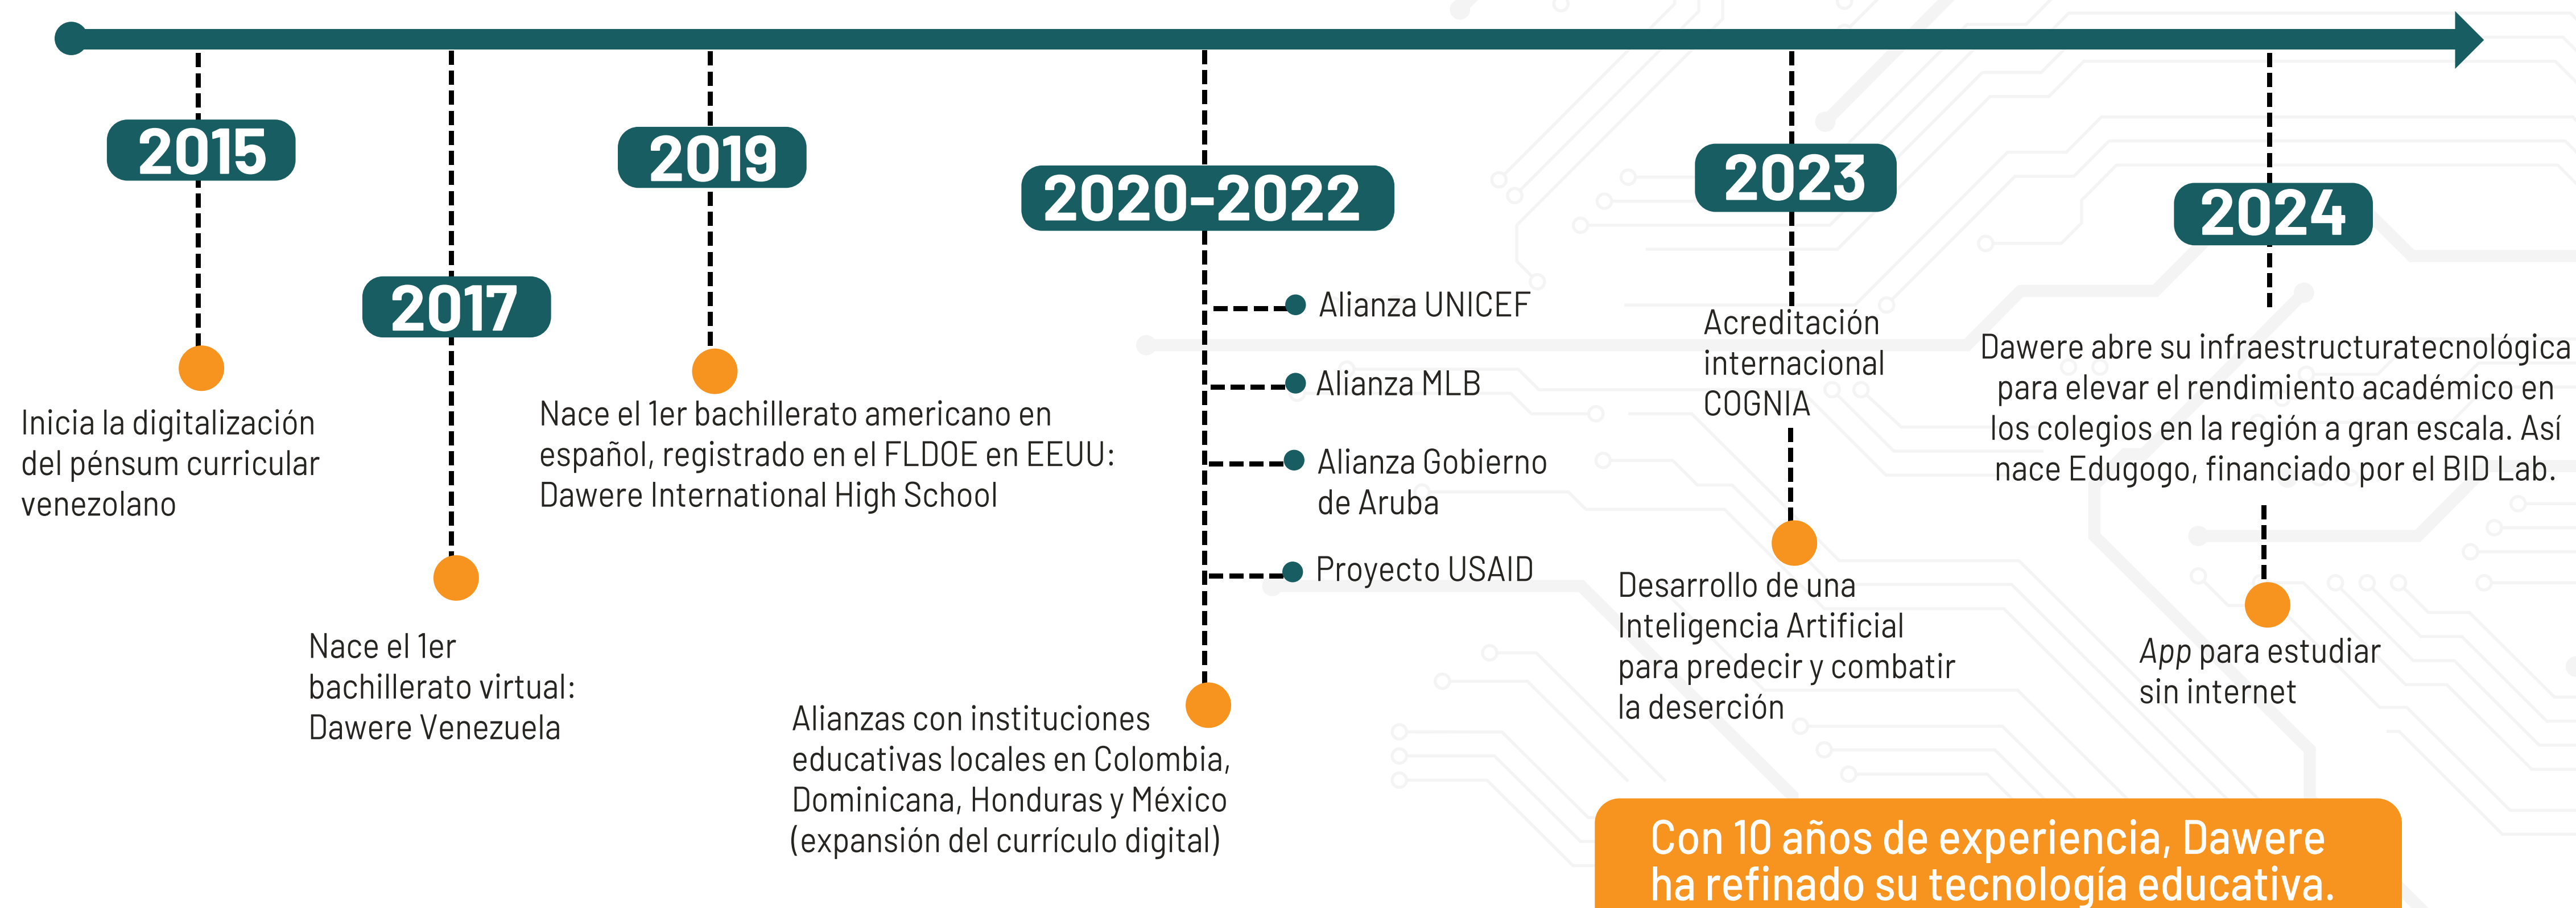 2015
Inicia la digitalización
del pénsum curricular
venezolano
2017
Nace el 1er
bachillerato virtual:
Dawere Venezuela
2019
Nace el 1er bachillerato americano en
español, registrado en el FLDOE en EEUU:
Dawere International High School
2020-2022
Alianza UNICEF
Alianza MLB
Alianza Gobierno
de Aruba
Proyecto USAID
Alianzas con instituciones
educativas locales en Colombia,
Dominicana, Honduras y México
(expansión del currículo digital)
2023
Acreditación
internacional
COGNIA
Desarrollo de una
Inteligencia Artificial
para predecir y combatir
la deserción
2024
Dawere abre su infraestructuratecnológica
para elevar el rendimiento académico en
los colegios en la región a gran escala. Así
nace Edugogo, financiado por el BID Lab.
App para estudiar
sin internet
Con 10 años de experiencia, Dawere
ha refinado su tecnología educativa.